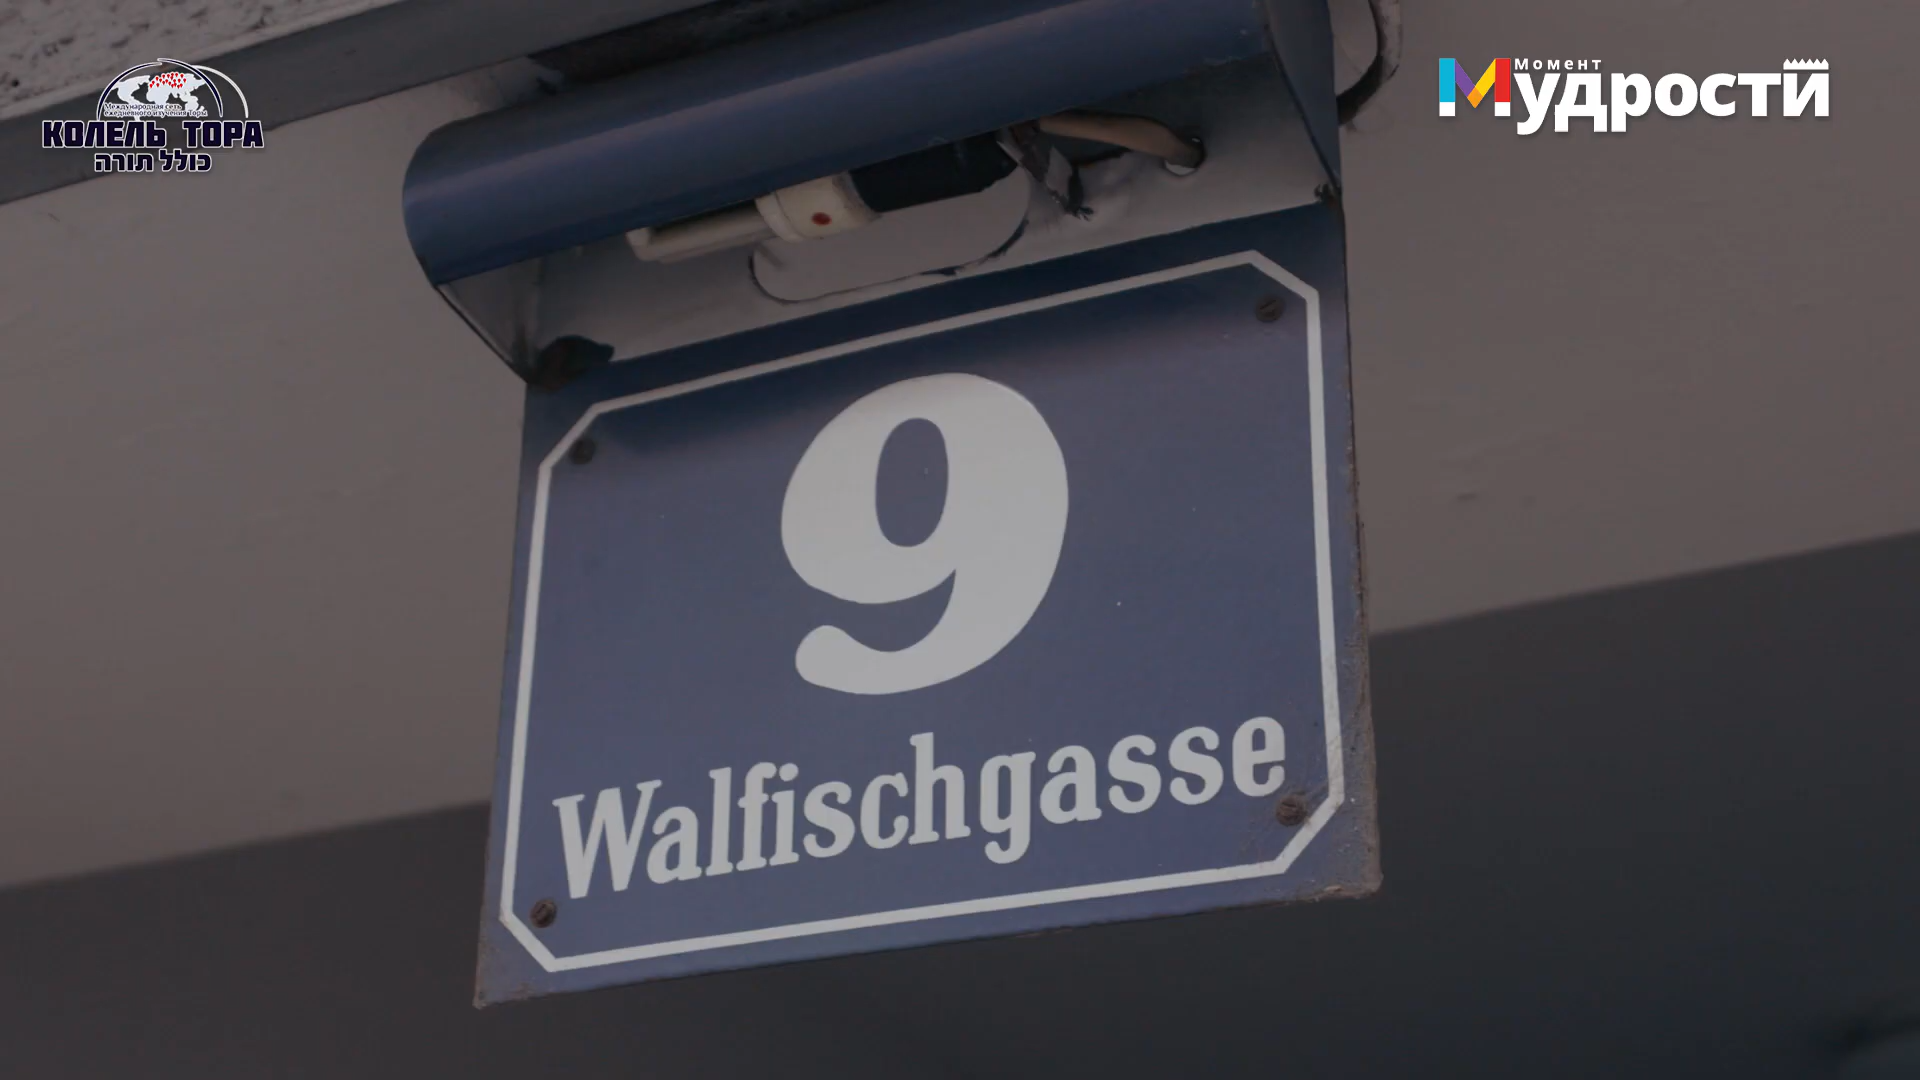 Международная сеть
ежедневного изучения Торы
КОЛЕЛЬ ТОРА
כולל תורה
Момент
Мудрости
9
Walfischgasse